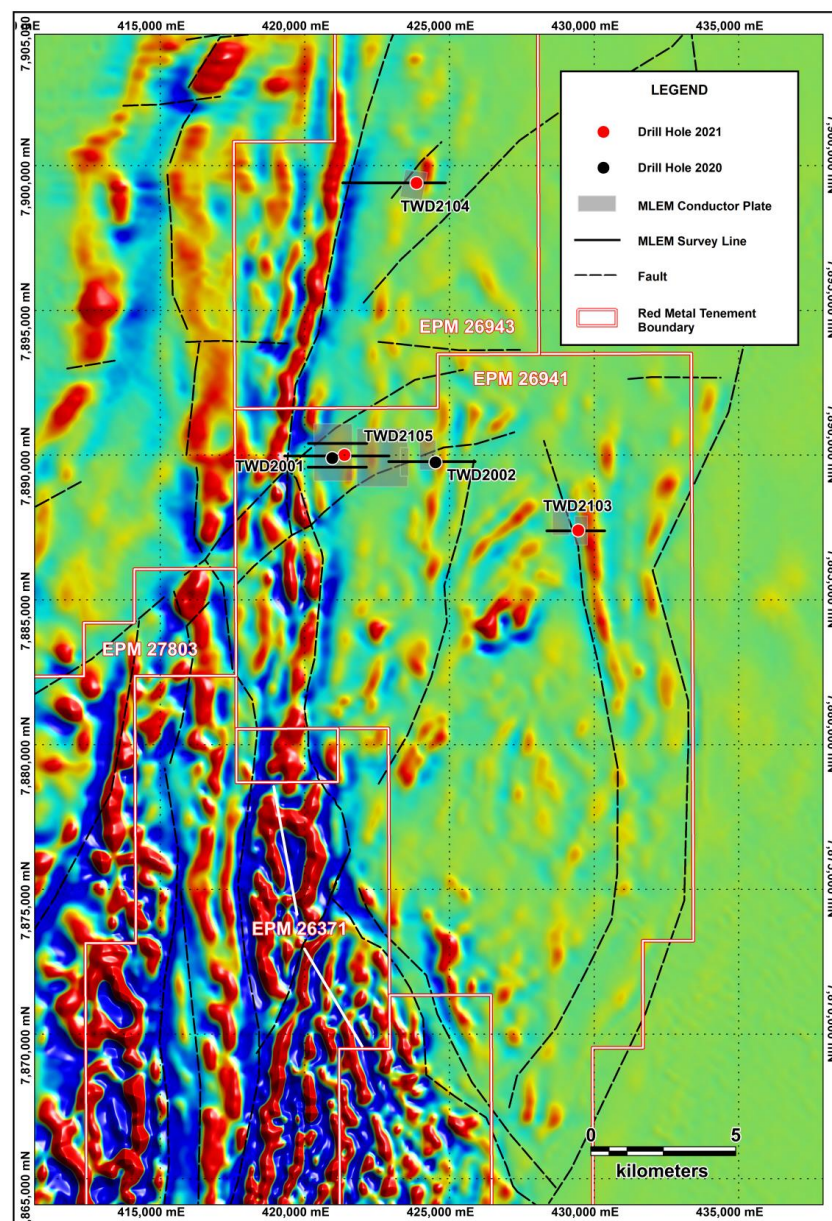 415,000 mE 420,000 mE 425,000 mE 430,000 mE 435,000 mE
7,905,000
7,900,000 mN
7,895,000 mN
7,890,000 mN
7,885,000 mN
7,880,000 mN
7,875,000 mN
7,870,000 mN
7,865,000 mN
LEGEND
Drill Hole 2021
Drill Hole 2020
MLEM Conductor Plate
MLEM Survey Line
Fault
Red Metal Tenement
Boundary
TWD2104
EPM 26943
EPM 26941
TWD2105
TWD2001
TWD2002
TWD2103
EPM 27803
EPM 26371
0 5
kilometers
415,000 mE 420,000 mE 425,000 mE 430,000 mE 435,000 mE